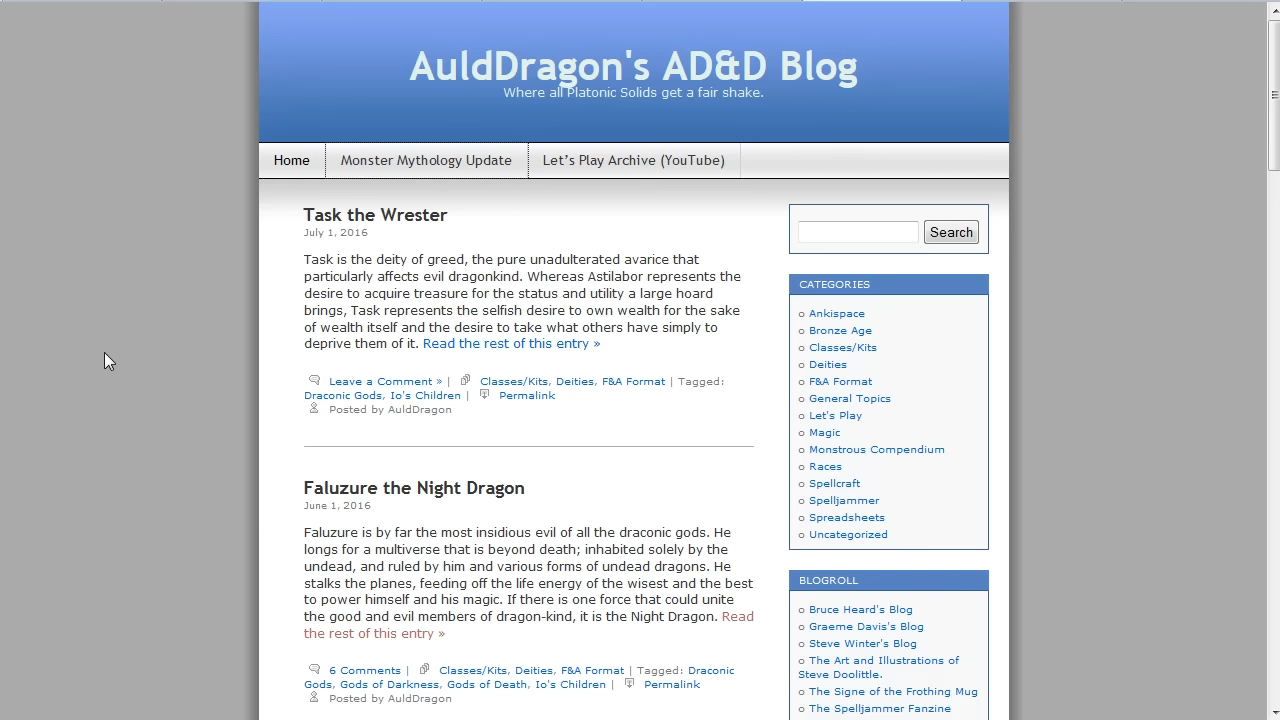 AuldDragon's AD&D Blog
Where all Platonic Solids get a fair shake.
Home
Monster Mythology Update
Let's Play Archive (YouTube)
Task the Wrester
July 1, 2016
Task is the deity of greed, the pure unadulterated avarice that
particularly affects evil dragonkind. Whereas Astilabor represents the
desire to acquire treasure for the status and utility a large hoard
brings, Task represents the selfish desire to own wealth for the sake
of wealth itself and the desire to take what others have simply to
deprive them of it. Read the rest of this entry »
Leave a Comment » | Classes/Kits, Deities, F&A Format | Tagged:
Draconic Gods, Io's Children | Permalink
Posted by AuldDragon
Faluzure the Night Dragon
June 1, 2016
Faluzure is by far the most insidious evil of all the draconic gods. He
longs for a multiverse that is beyond death; inhabited solely by the
undead, and ruled by him and various forms of undead dragons. He
stalks the planes, feeding off the life energy of the wisest and the best
to power himself and his magic. If there is one force that could unite
the good and evil members of dragon-kind, it is the Night Dragon. Read
the rest of this entry »
6 Comments | Classes/Kits, Deities, F&A Format | Tagged: Draconic
Gods, Gods of Darkness, Gods of Death, Io's Children | Permalink
Posted by AuldDragon
Search
CATEGORIES
Ankispace
Bronze Age
Classes/Kits
Deities
F&A Format
General Topics
Let's Play
Magic
Monstrous Compendium
Races
Spellcraft
Spelljammer
Spreadsheets
Uncategorized
BLOGROLL
Bruce Heard's Blog
Graeme Davis's Blog
Steve Winter's Blog
The Art and Illustrations of
Steve Doolittle.
The Signe of the Frothing Mug
The Spelljammer Fanzine